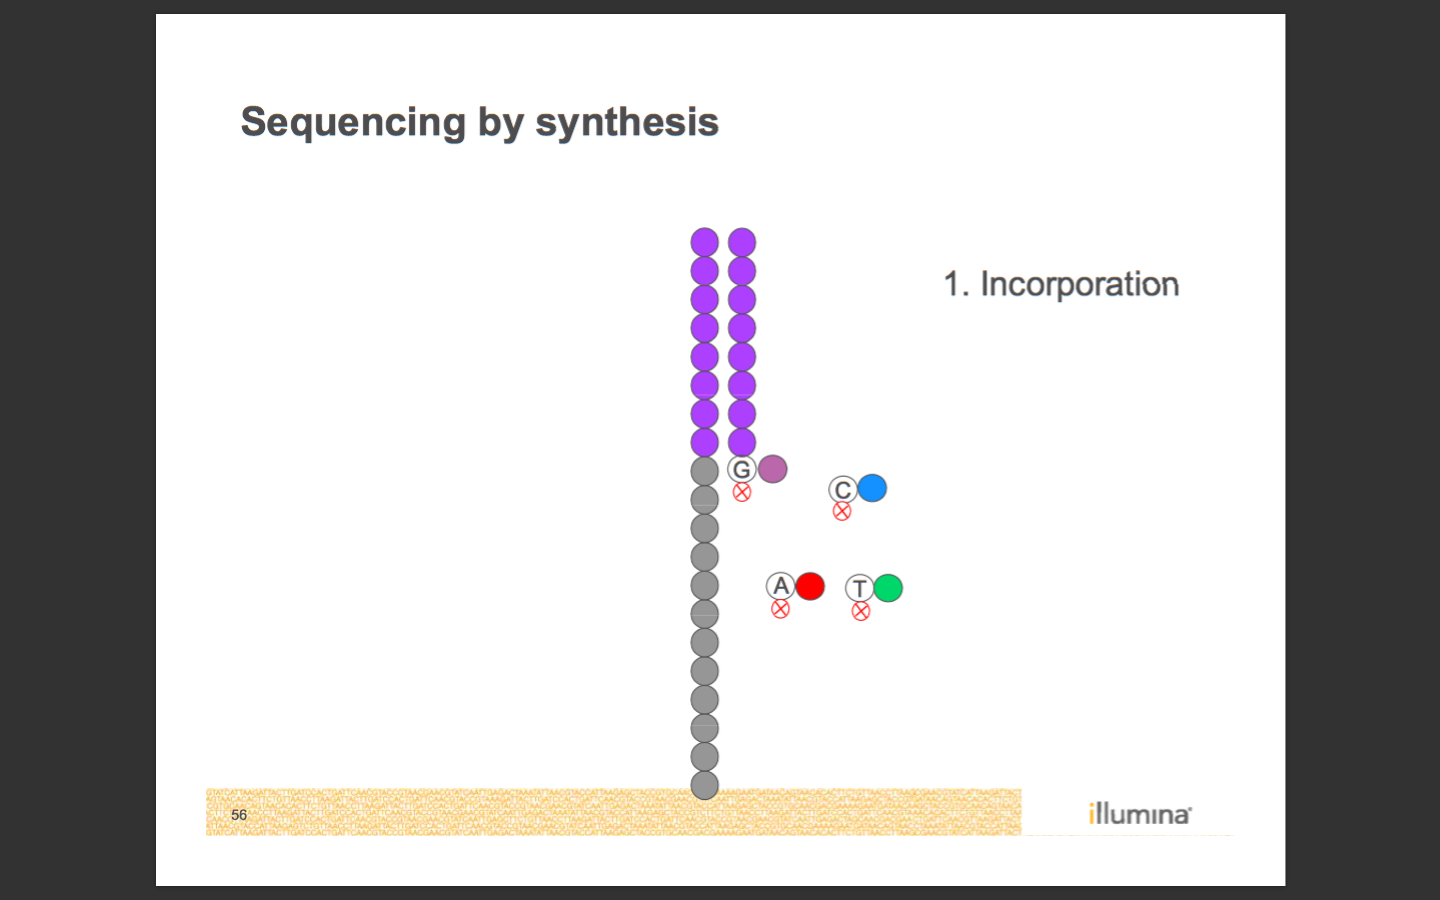 Sequencing by synthesis
1. Incorporation
G
C
A
T
56
illumina